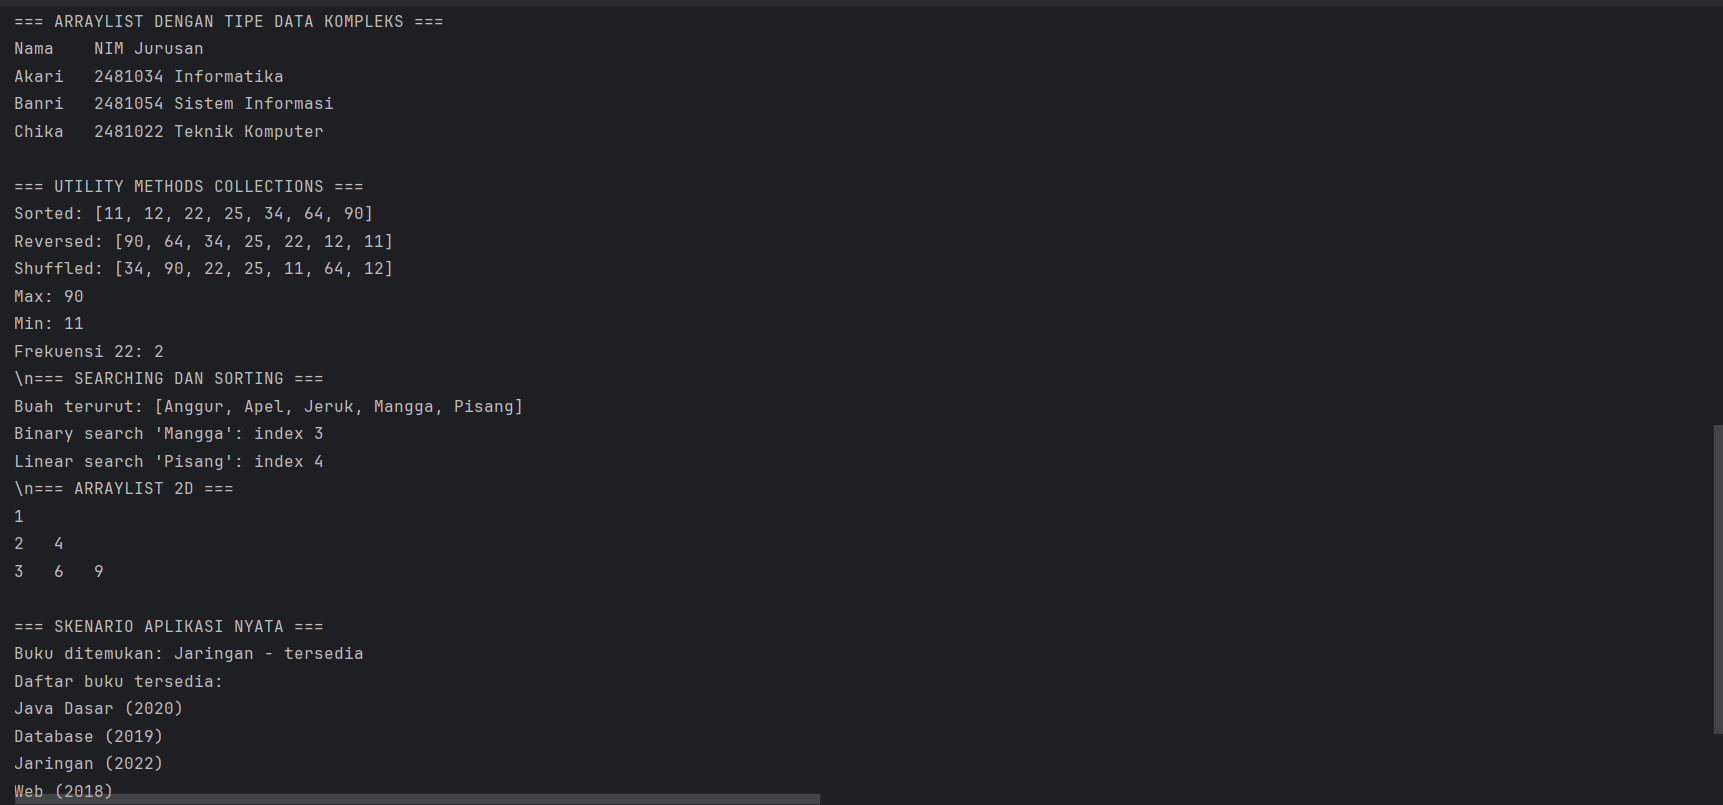 === ARRAYLIST DENGAN TIPE DATA KOMPLEKS ===
Nama    NIM Jurusan
Akari   2481034 Informatika
Banri   2481054 Sistem Informasi
Chika   2481022 Teknik Komputer

=== UTILITY METHODS COLLECTIONS ===
Sorted: [11, 12, 22, 25, 34, 64, 90]
Reversed: [90, 64, 34, 25, 22, 12, 11]
Shuffled: [34, 90, 22, 25, 11, 64, 12]
Max: 90
Min: 11
Frekuensi 22: 2
\n=== SEARCHING DAN SORTING ===
Buah terurut: [Anggur, Apel, Jeruk, Mangga, Pisang]
Binary search 'Mangga': index 3
Linear search 'Pisang': index 4
\n=== ARRAYLIST 2D ===
1
2   4
3   6   9

=== SKENARIO APLIKASI NYATA ===
Buku ditemukan: Jaringan - tersedia
Daftar buku tersedia:
Java Dasar (2020)
Database (2019)
Jaringan (2022)
Web (2018)